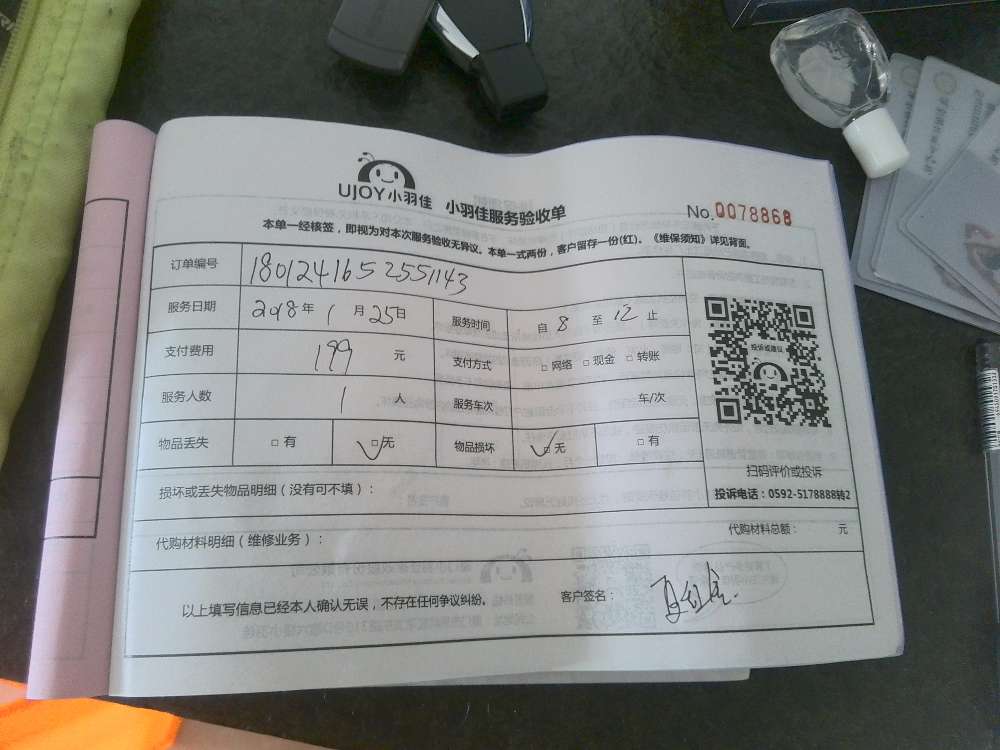 UJOY小羽佳 小羽佳服务验收单 No.0078868
本单一经核签，即视为对本次服务验收无异议。本单一式两份，客户留存一份(红)。《维保须知》详见背面。
订单编号 1801241652551143
服务日期 2018年1月25日 服务时间 自8至12止
支付费用 199元 支付方式 □网络 □现金 □转账
服务人数 1人 服务车次 车/次
物品丢失 □有 □无 物品损坏 □无 □有
投诉或建议
扫码评价或投诉
投诉电话：0592-5178888转2
损坏或丢失物品明细（没有可不填）：
代购材料明细（维修业务）： 代购材料总额： 元
以上填写信息已经本人确认无误，不存在任何争议纠纷。 客户签名：